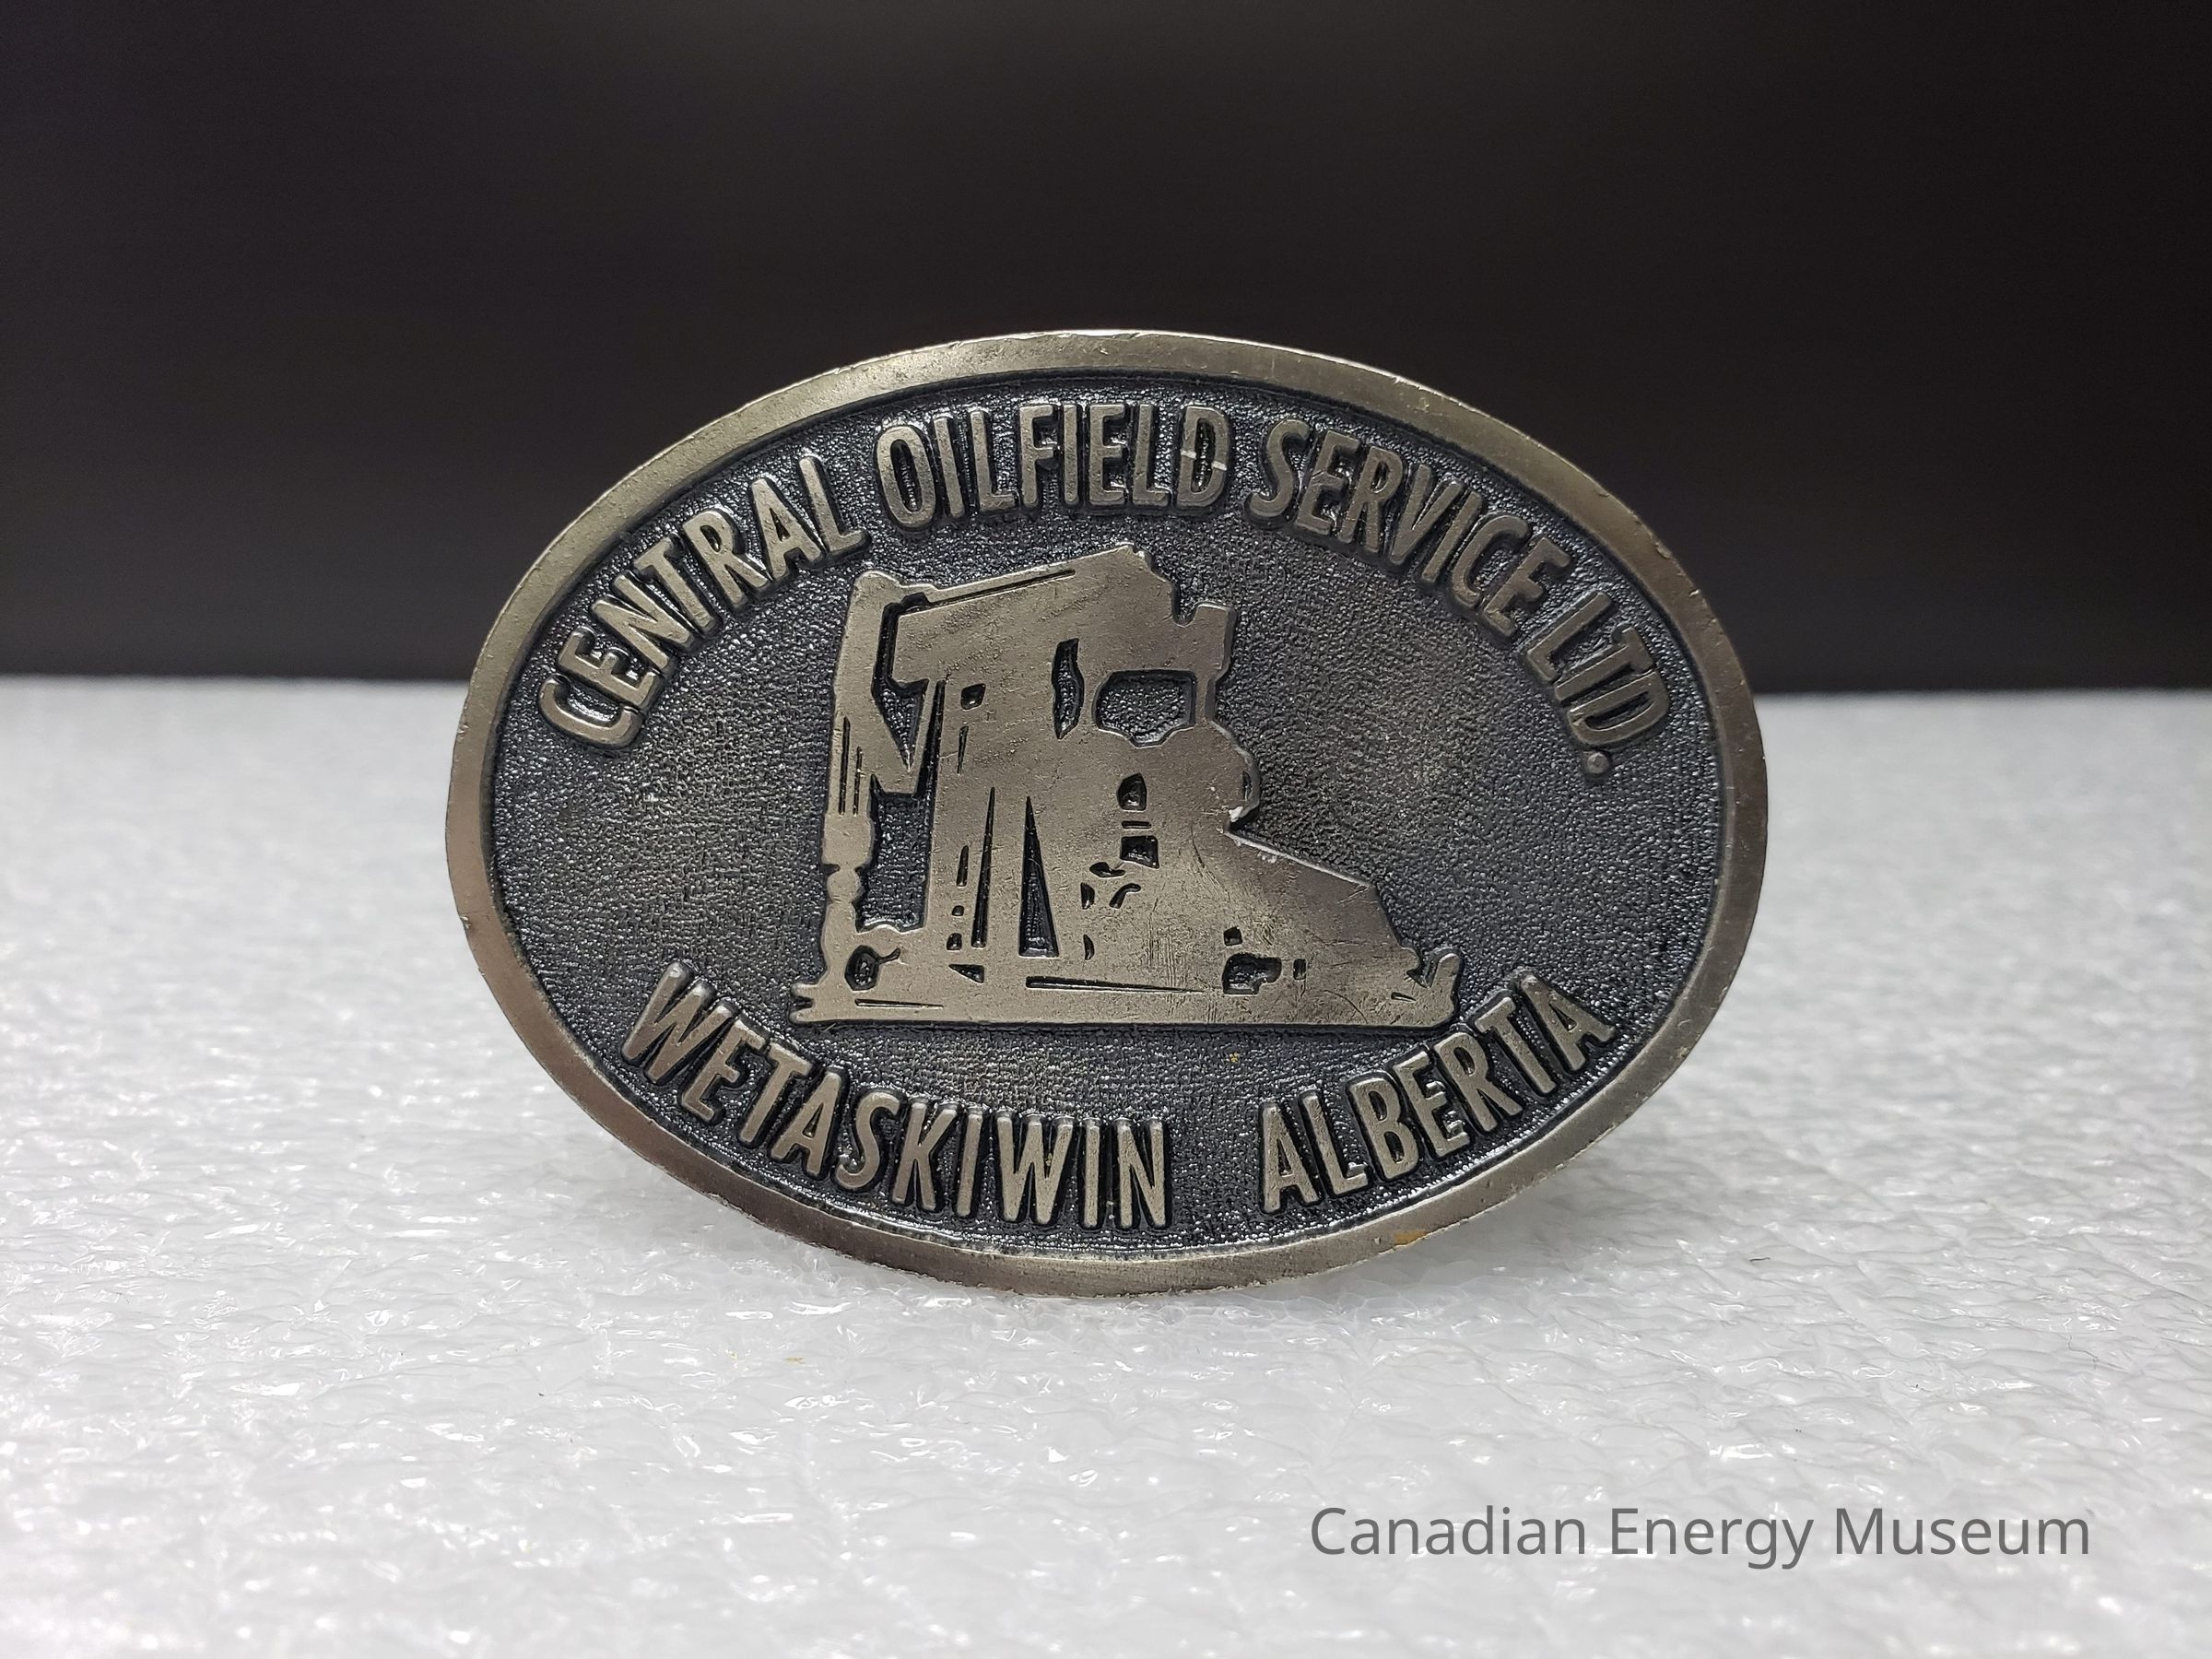 CENTRAL OILFIELD SERVICE LTD.
WETASKIWIN ALBERTA
Canadian Energy Museum